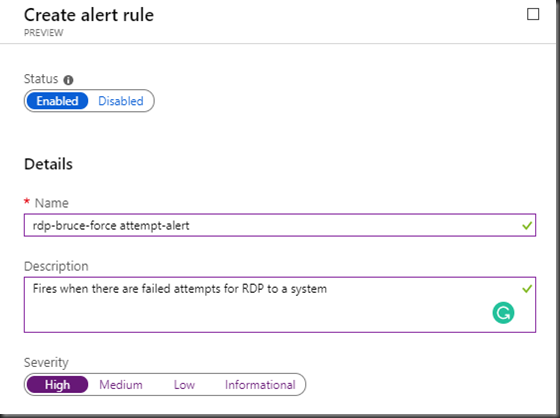 Create alert rule
PREVIEW
Status
Enabled Disabled
Details
* Name
rdp-bruce-force attempt-alert
Description
Fires when there are failed attempts for RDP to a system
Severity
High Medium Low Informational